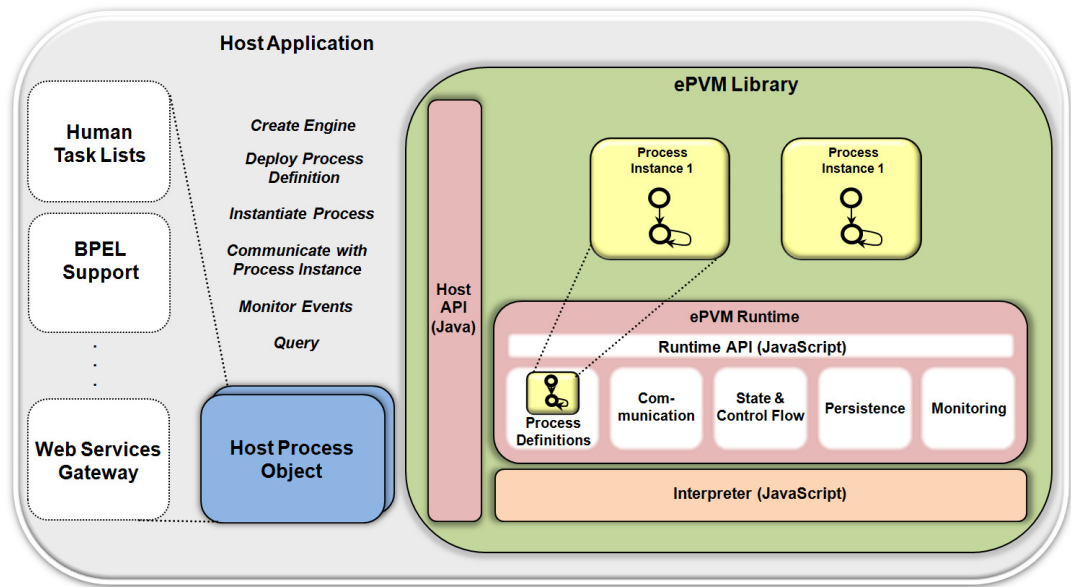 Host Application
Human
Task Lists
BPEL
Support
.
.
.
Web Services
Gateway
Create Engine
Deploy Process
Definition
Instantiate Process
Communicate with
Process Instance
Monitor Events
Query
Host Process
Object
ePVM Library
Host
API
(Java)
Process
Instance 1
Process
Instance 1
ePVM Runtime
Runtime API (JavaScript)
Process
Definitions
Com-
munication
State &
Control Flow
Persistence
Monitoring
Interpreter (JavaScript)